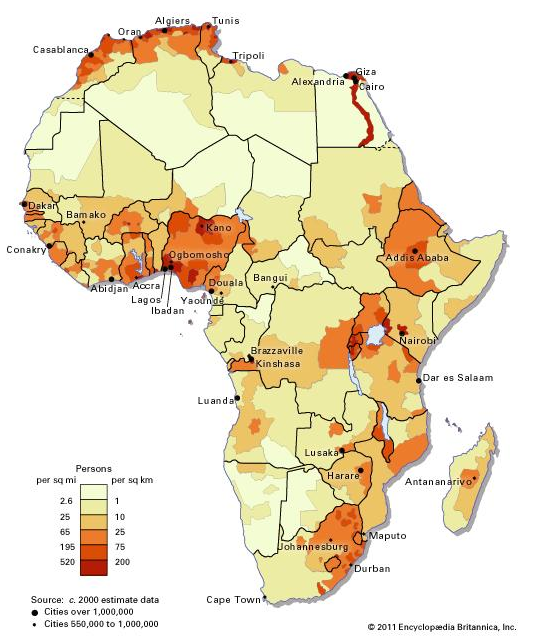 Algiers
Tunis
Oran
Casablanca
Tripoli
Giza
Alexandria
Cairo
Dakar
Bamako
Kano
Conakry
Ogbomosho
Addis Ababa
Abidjan
Accra
Douala
Bangui
Lagos
Yaoundé
Ibadan
Nairobi
Brazzaville
Kinshasa
Dar es Salaam
Luanda
Lusaka
Harare
Antananarivo
Persons
per sq mi per sq km
2.6 1
25 10
65 25
195 75
520 200
Maputo
Johannesburg
Durban
Cape Town
Source: c. 2000 estimate data
Cities over 1,000,000
Cities 550,000 to 1,000,000
© 2011 Encyclopædia Britannica, Inc.